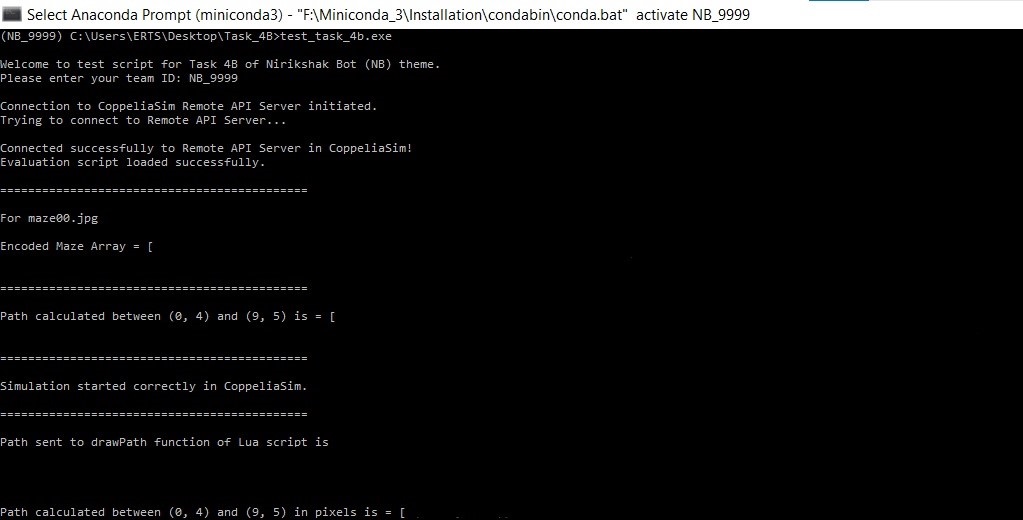 Select Anaconda Prompt (miniconda3) - "F:\Miniconda_3\Installation\condabin\conda.bat" activate NB_9999
(NB_9999) C:\Users\ERTS\Desktop\Task_4B>test_task_4b.exe
Welcome to test script for Task 4B of Nirikshak Bot (NB) theme.
Please enter your team ID: NB_9999
Connection to CoppeliaSim Remote API Server initiated.
Trying to connect to Remote API Server...
Connected successfully to Remote API Server in CoppeliaSim!
Evaluation script loaded successfully.
============================================
For maze00.jpg
Encoded Maze Array = [
============================================
Path calculated between (0, 4) and (9, 5) is = [
============================================
Simulation started correctly in CoppeliaSim.
============================================
Path sent to drawPath function of Lua script is
Path calculated between (0, 4) and (9, 5) in pixels is = [